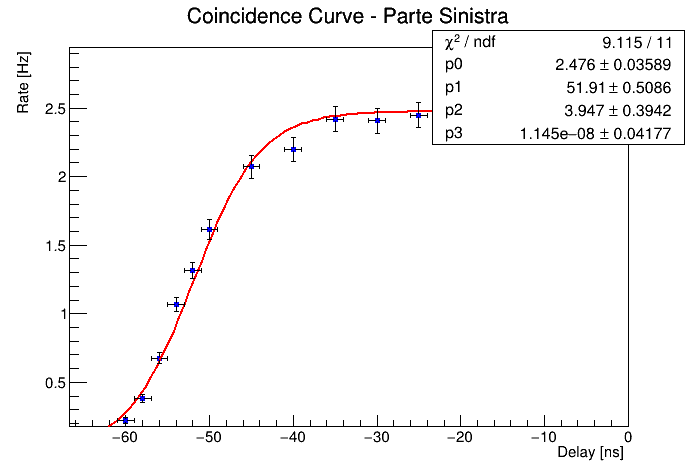 Coincidence Curve - Parte Sinistra
χ² / ndf 9.115 / 11
p0 2.476 ± 0.03589
p1 51.91 ± 0.5086
p2 3.947 ± 0.3942
p3 1.145e−08 ± 0.04177
Rate [Hz]
2.5
2
1.5
1
0.5
−60 −50 −40 −30 −20 −10 0
Delay [ns]